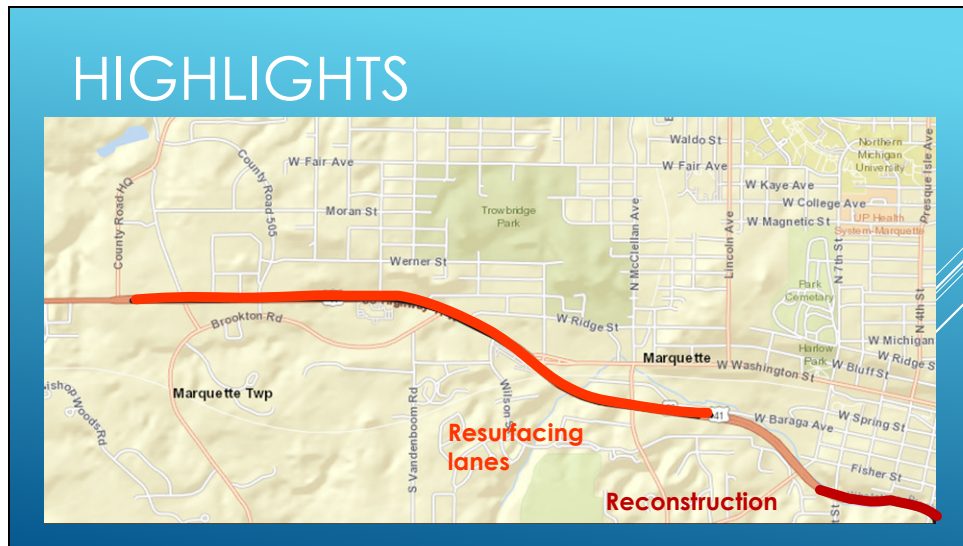 HIGHLIGHTS
Waldo St
Northern
Michigan
University
W Fair Ave
W Fair Ave
County Road HQ
County Road 505
W Kaye Ave
W College Ave
Presque Isle Ave
Moran St
Trowbridge
Park
W Magnetic St
UP Health
System-Marquette
N McClellan Ave
Lincoln Ave
N 7th St
Werner St
Park
Cemetery
N 4th St
Brookton Rd
W Ridge St
W Michigan
Harlow
Park
Marquette
W Washington St
W Bluff St
W Ridge S
Marquette Twp
Bishop Woods Rd
S Vandenboom Rd
Wilson S
41
W Baraga Ave
W Spring St
Resurfacing
lanes
Fisher St
Reconstruction
St